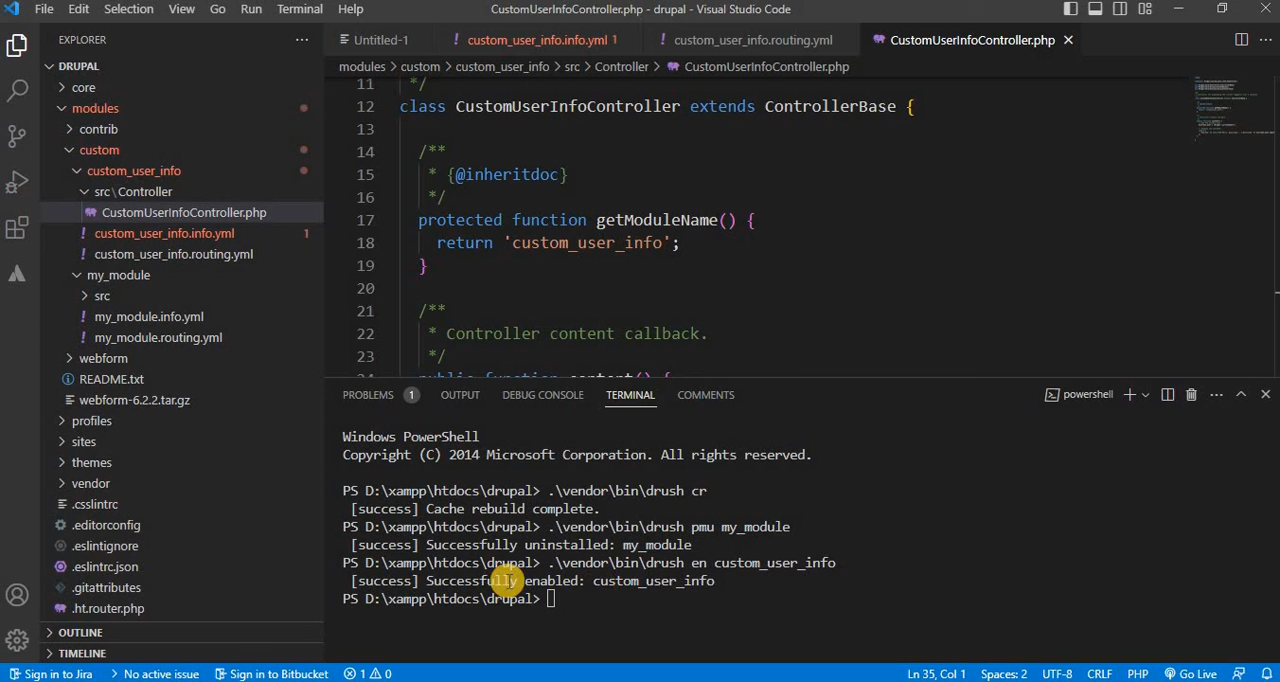 File Edit Selection View Go Run Terminal Help CustomUserInfoController.php - drupal - Visual Studio Code
EXPLORER
Untitled-1 custom_user_info.info.yml 1 custom_user_info.routing.yml CustomUserInfoController.php
modules > custom > custom_user_info > src > Controller > CustomUserInfoController.php
DRUPAL
core
modules
contrib
custom
custom_user_info
src\Controller
CustomUserInfoController.php
custom_user_info.info.yml 1
custom_user_info.routing.yml
my_module
src
my_module.info.yml
my_module.routing.yml
webform
README.txt
webform-6.2.2.tar.gz
profiles
sites
themes
vendor
.csslintrc
.editorconfig
.eslintignore
.eslintrc.json
.gitattributes
.ht.router.php
OUTLINE
TIMELINE
11 */
12 class CustomUserInfoController extends ControllerBase {
13
14 /**
15 * {@inheritdoc}
16 */
17 protected function getModuleName() {
18 return 'custom_user_info';
19 }
20
21 /**
22 * Controller content callback.
23 */
24 public function content() {
PROBLEMS 1 OUTPUT DEBUG CONSOLE TERMINAL COMMENTS powershell
Windows PowerShell
Copyright (C) 2014 Microsoft Corporation. All rights reserved.
PS D:\xampp\htdocs\drupal> .\vendor\bin\drush cr
[success] Cache rebuild complete.
PS D:\xampp\htdocs\drupal> .\vendor\bin\drush pmu my_module
[success] Successfully uninstalled: my_module
PS D:\xampp\htdocs\drupal> .\vendor\bin\drush en custom_user_info
[success] Successfully enabled: custom_user_info
PS D:\xampp\htdocs\drupal>
Sign in to Jira No active issue Sign in to Bitbucket 1 0 Ln 35, Col 1 Spaces: 2 UTF-8 CRLF PHP Go Live